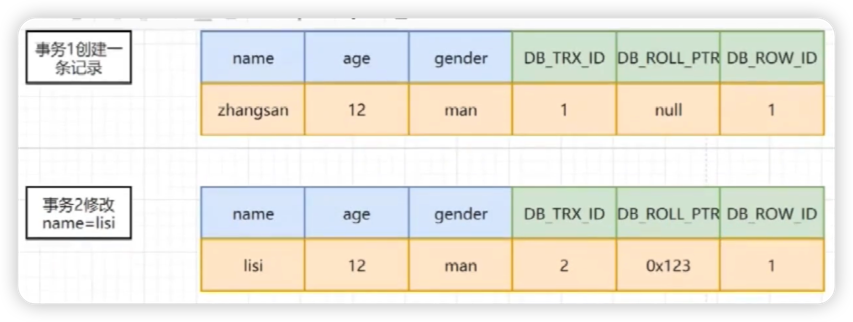 事务1创建一
条记录
name age gender DB_TRX_ID DB_ROLL_PTR DB_ROW_ID
zhangsan 12 man 1 null 1
事务2修改
name=lisi
name age gender DB_TRX_ID DB_ROLL_PTR DB_ROW_ID
lisi 12 man 2 0x123 1